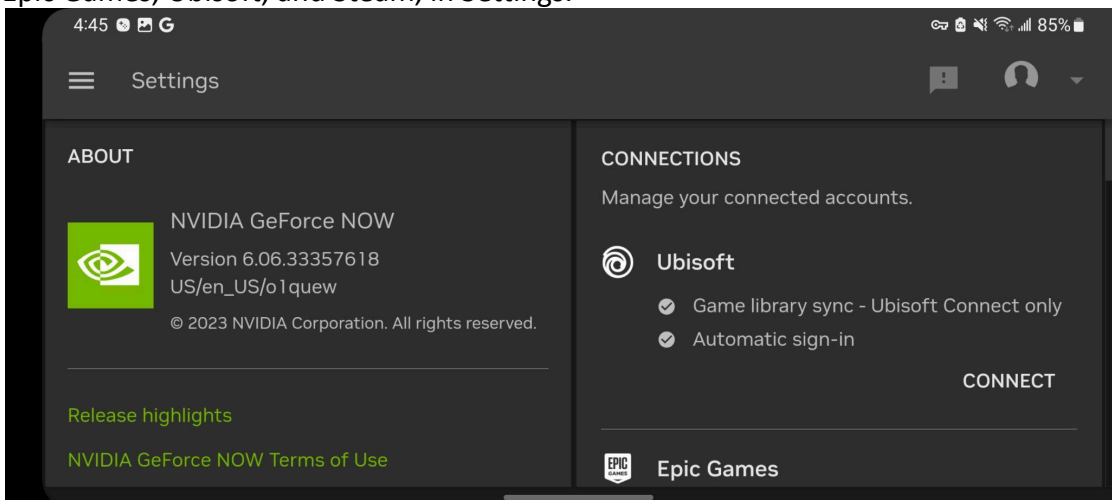 Epic Games, Ubisoft, and Steam, in Settings.
4:45 G 85%
Settings
ABOUT
NVIDIA GeForce NOW
Version 6.06.33357618
US/en_US/o1quew
© 2023 NVIDIA Corporation. All rights reserved.
Release highlights
NVIDIA GeForce NOW Terms of Use
CONNECTIONS
Manage your connected accounts.
Ubisoft
Game library sync - Ubisoft Connect only
Automatic sign-in
CONNECT
EPIC GAMES
Epic Games